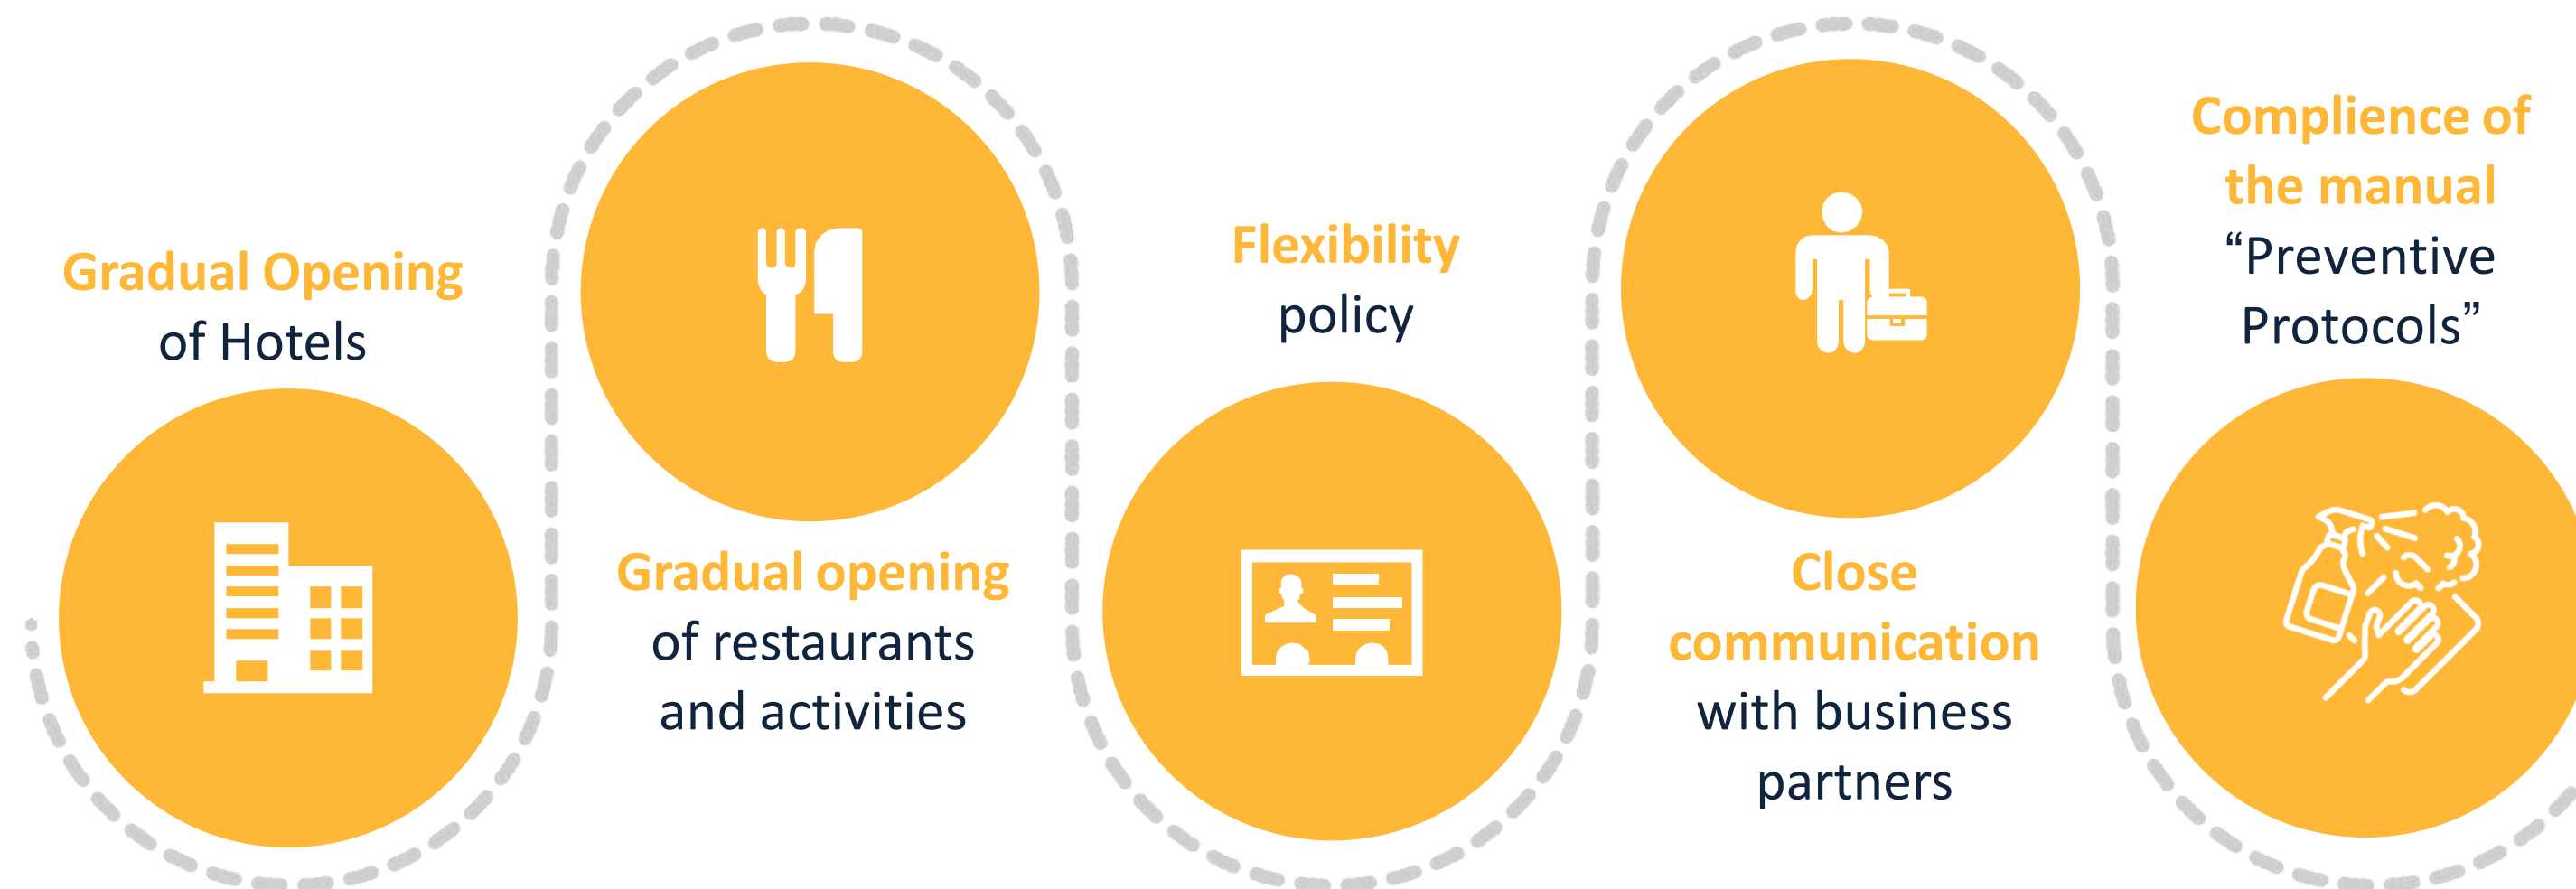 Gradual Opening
of Hotels
Gradual opening
of restaurants
and activities
Flexibility
policy
Close
communication
with business
partners
Complience of
the manual
“Preventive
Protocols”